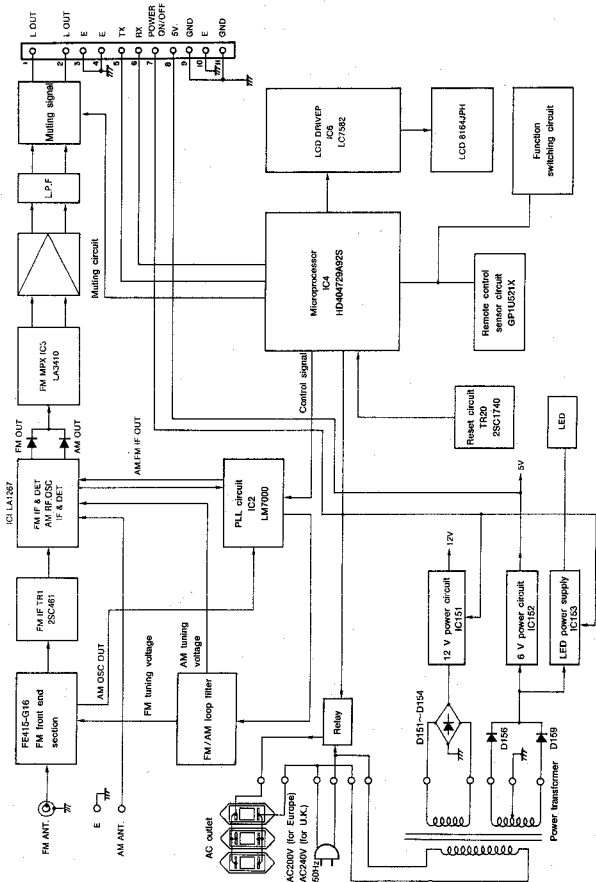 FM ANT.
E
AM ANT.
FE415-G16
FM front end
section
FM IF TR1
2SC461
ICI LA1267
FM IF & DET
AM RF.OSC
IF & DET
FM OUT
AM OUT
FM MPX IC3
LA3410
L.P.F
Muting signal
Muting circuit
1
L OUT
2
L OUT
3
E
4
E
5
TX
6
RX
7
POWER
ON/OFF
8
5V.
9
GND
10
E
11
GND
AM OSC OUT
FM tuning voltage
AM tuning
voltage
AM.FM IF OUT
FM/AM loop filter
PLL circuit
IC2
LM7000
Control signal
Microprocessor
IC4
HD404729A92S
LCD DRIVEP
IC6
LC7582
LCD 8164JPH
Function
switching circuit
Remote control
sensor circuit
GP1U521X
Reset circuit
TR20
2SC1740
LED
AC outlet
AC200V (for Europe)
AC240V (for U.K.)
50Hz
Relay
D151~D154
12 V power circuit
IC151
12V
D156
D159
6 V power circuit
IC152
5V
LED power supply
IC153
Power transformer